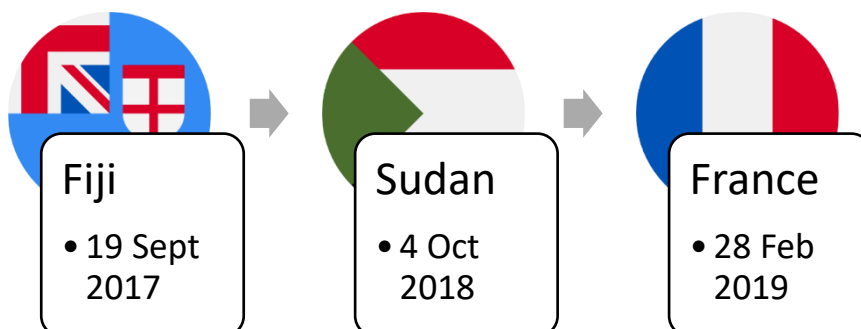 Fiji
• 19 Sept
2017
Sudan
• 4 Oct
2018
France
• 28 Feb
2019